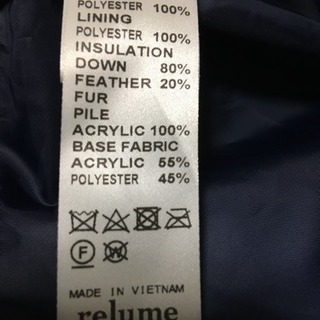 POLYESTER 100%
LINING
POLYESTER 100%
INSULATION
DOWN 80%
FEATHER 20%
FUR
PILE
ACRYLIC 100%
BASE FABRIC
ACRYLIC 55%
POLYESTER 45%
F W
MADE IN VIETNAM
relume